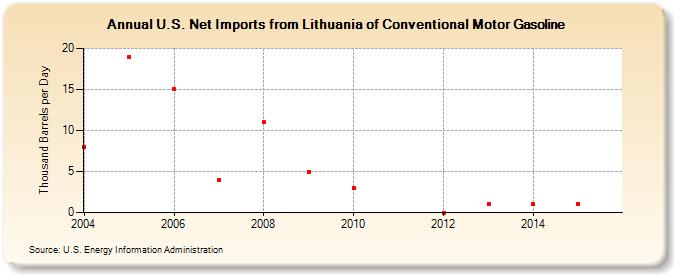 Annual U.S. Net Imports from Lithuania of Conventional Motor Gasoline
Thousand Barrels per Day
20
15
10
5
0
2004 2006 2008 2010 2012 2014
Source: U.S. Energy Information Administration